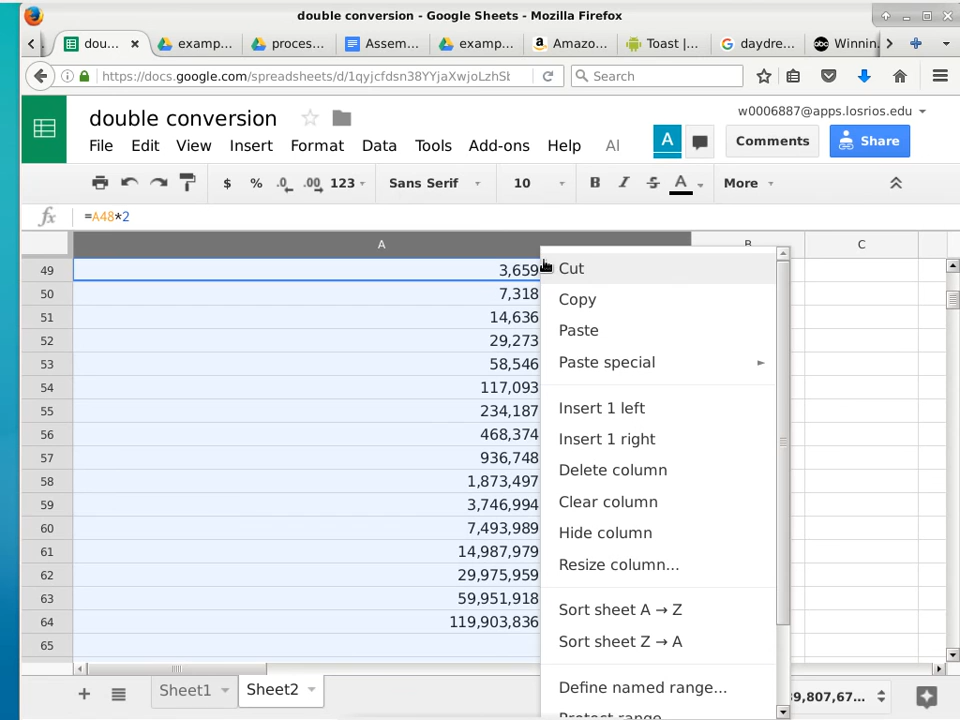 double conversion - Google Sheets - Mozilla Firefox
dou...
examp...
proces...
Assem...
examp...
Amazo...
Toast |...
daydre...
Winnin
https://docs.google.com/spreadsheets/d/1qyjcfdsn38YYjaXwjoLzhSb
Search
double conversion
w0006887@apps.losrios.edu
File Edit View Insert Format Data Tools Add-ons Help Al
A
Comments
Share
$ % .0 .00 123 Sans Serif 10 B I S A More
fx =A48*2
A B C
49 3,659
50 7,318
51 14,636
52 29,273
53 58,546
54 117,093
55 234,187
56 468,374
57 936,748
58 1,873,497
59 3,746,994
60 7,493,989
61 14,987,979
62 29,975,959
63 59,951,918
64 119,903,836
65
Cut
Copy
Paste
Paste special
Insert 1 left
Insert 1 right
Delete column
Clear column
Hide column
Resize column...
Sort sheet A → Z
Sort sheet Z → A
Define named range...
Protect range
Sheet1
Sheet2
39,807,67...